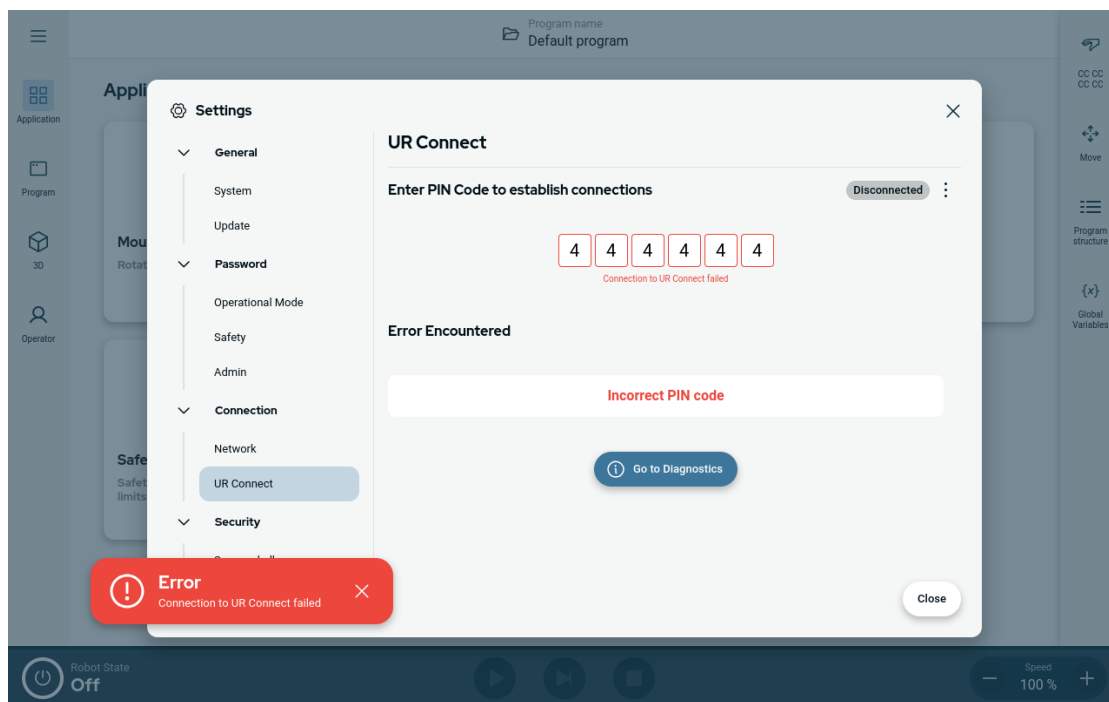 Program name
Default program
Application
Program
3D
Operator
Appli
Mou
Rotat
Safe
Safet
limits
Settings
General
System
Update
Password
Operational Mode
Safety
Admin
Connection
Network
UR Connect
Security
UR Connect
Enter PIN Code to establish connections
Disconnected
4 4 4 4 4 4
Connection to UR Connect failed
Error Encountered
Incorrect PIN code
Go to Diagnostics
Close
CC CC
CC CC
Move
Program
structure
{x}
Global
Variables
Error
Connection to UR Connect failed
Robot State
Off
Speed
100 %